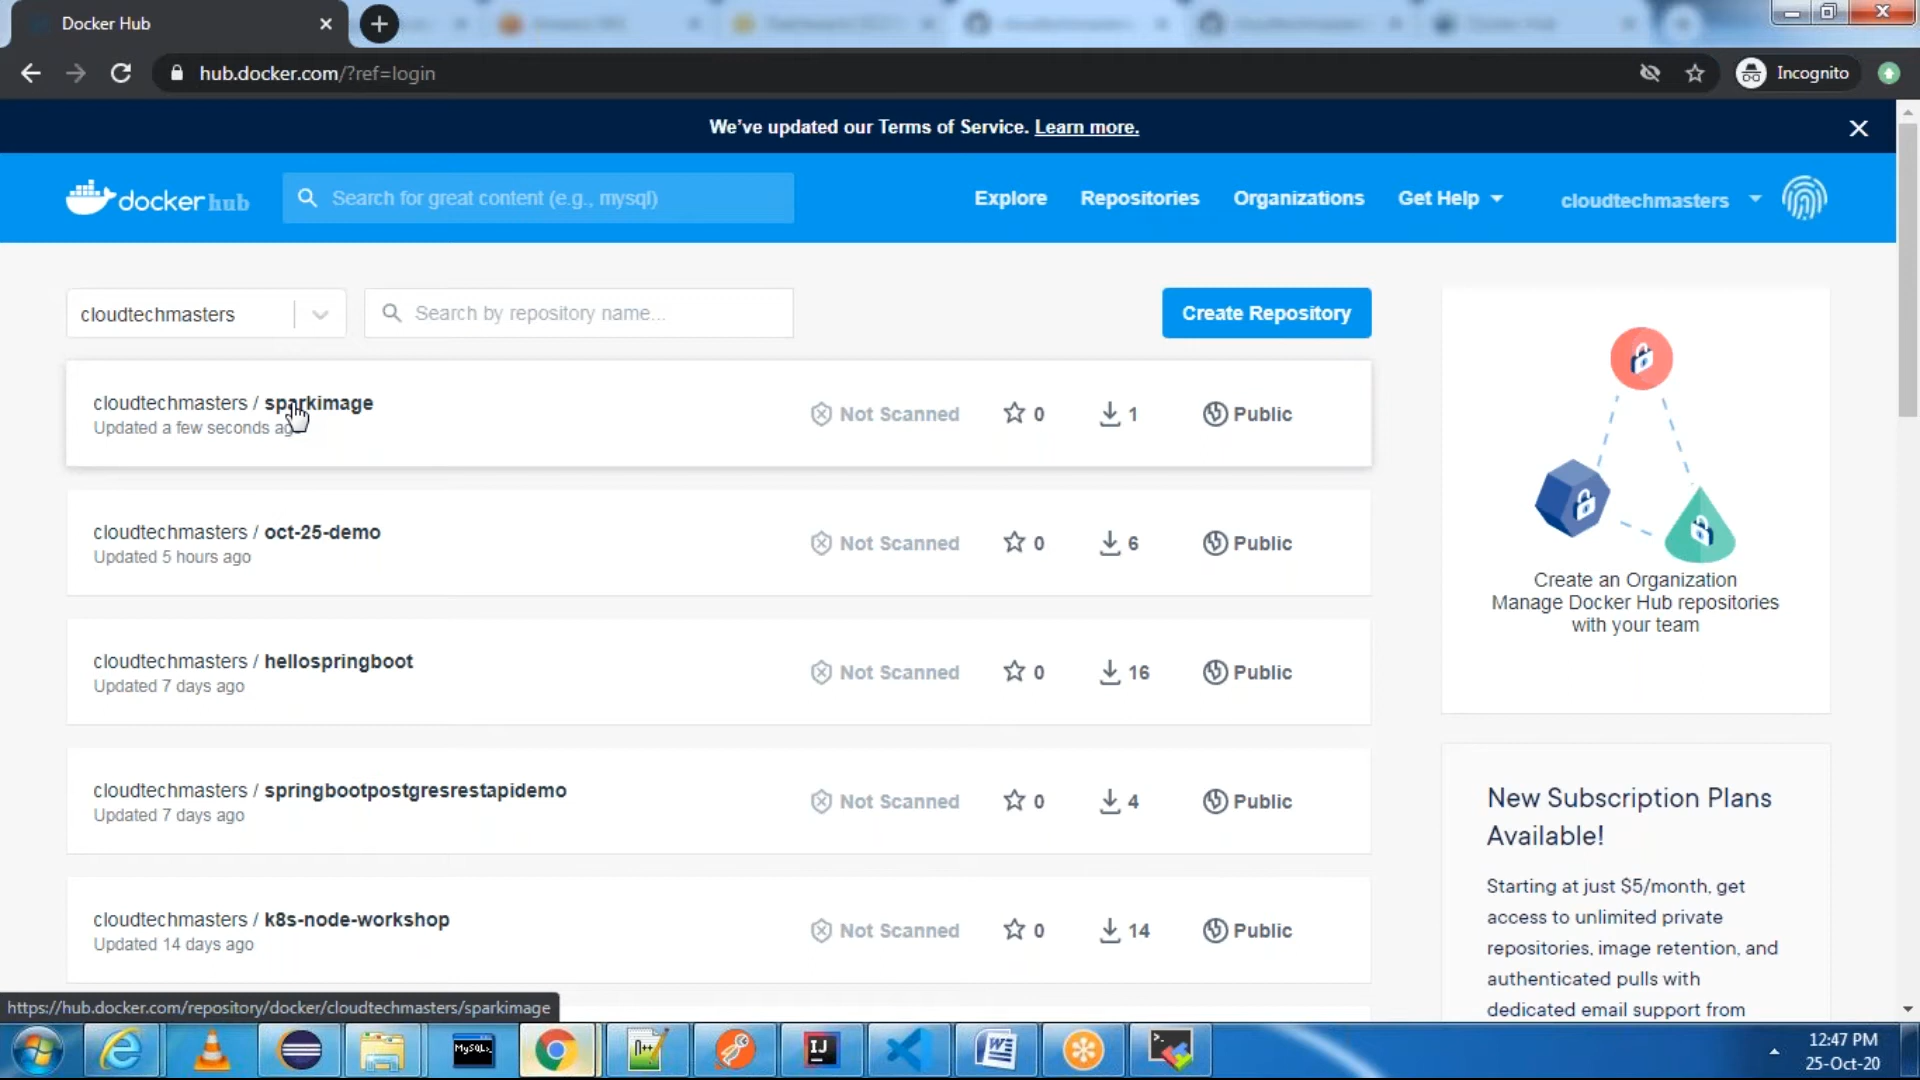 Docker Hub
hub.docker.com/?ref=login
Incognito
We've updated our Terms of Service. Learn more.
docker hub
Search for great content (e.g., mysql)
Explore
Repositories
Organizations
Get Help
cloudtechmasters
cloudtechmasters
Search by repository name...
Create Repository
cloudtechmasters / sparkimage
Updated a few seconds
Not Scanned
0
1
Public
cloudtechmasters / oct-25-demo
Updated 5 hours ago
Not Scanned
0
6
Public
cloudtechmasters / hellospringboot
Updated 7 days ago
Not Scanned
0
16
Public
cloudtechmasters / springbootpostgresrestapidemo
Updated 7 days ago
Not Scanned
0
4
Public
cloudtechmasters / k8s-node-workshop
Updated 14 days ago
Not Scanned
0
14
Public
Create an Organization
Manage Docker Hub repositories
with your team
New Subscription Plans
Available!
Starting at just $5/month, get
access to unlimited private
repositories, image retention, and
authenticated pulls with
dedicated email support from
https://hub.docker.com/repository/docker/cloudtechmasters/sparkimage
MySQL
IJ
W
12:47 PM
25-Oct-20